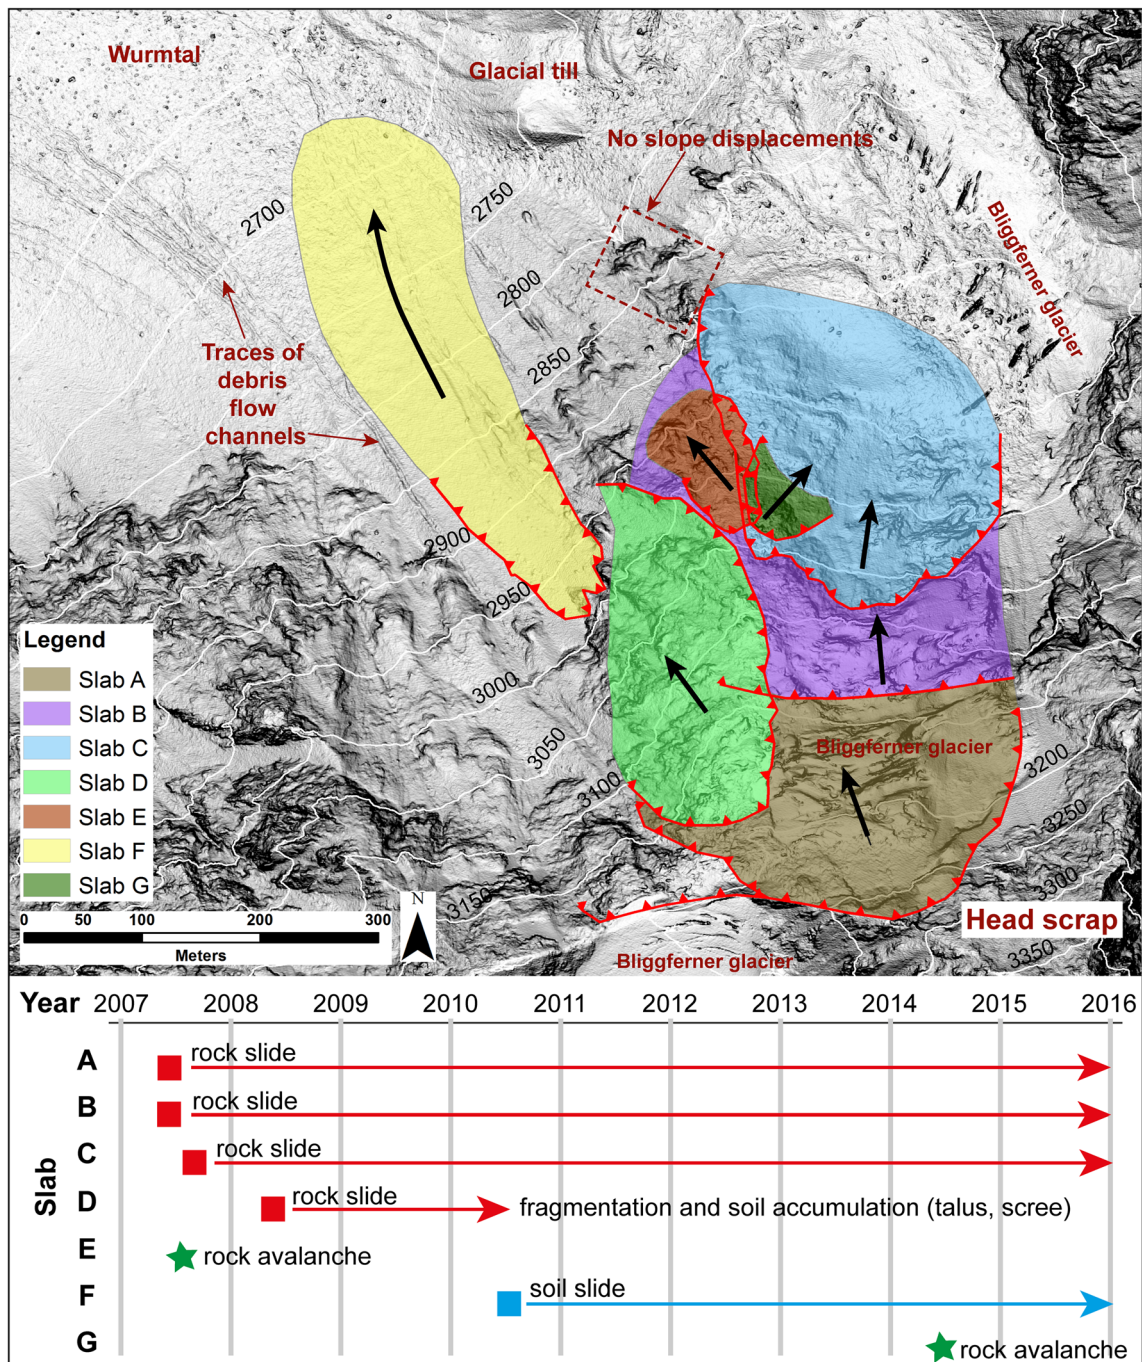 Wurmtal
Glacial till
No slope displacements
2700
2750
Bliggferner glacier
2800
Traces of
debris
flow
channels
2850
2900
2950
3000
3050
3100
3150
Bliggferner glacier
3200
3250
3300
3350
Head scrap
Bliggferner glacier
Legend
Slab A
Slab B
Slab C
Slab D
Slab E
Slab F
Slab G
0 50 100 200 300
Meters
N
Year 2007 2008 2009 2010 2011 2012 2013 2014 2015 2016
Slab
A rock slide
B rock slide
C rock slide
D rock slide fragmentation and soil accumulation (talus, scree)
E rock avalanche
F soil slide
G rock avalanche